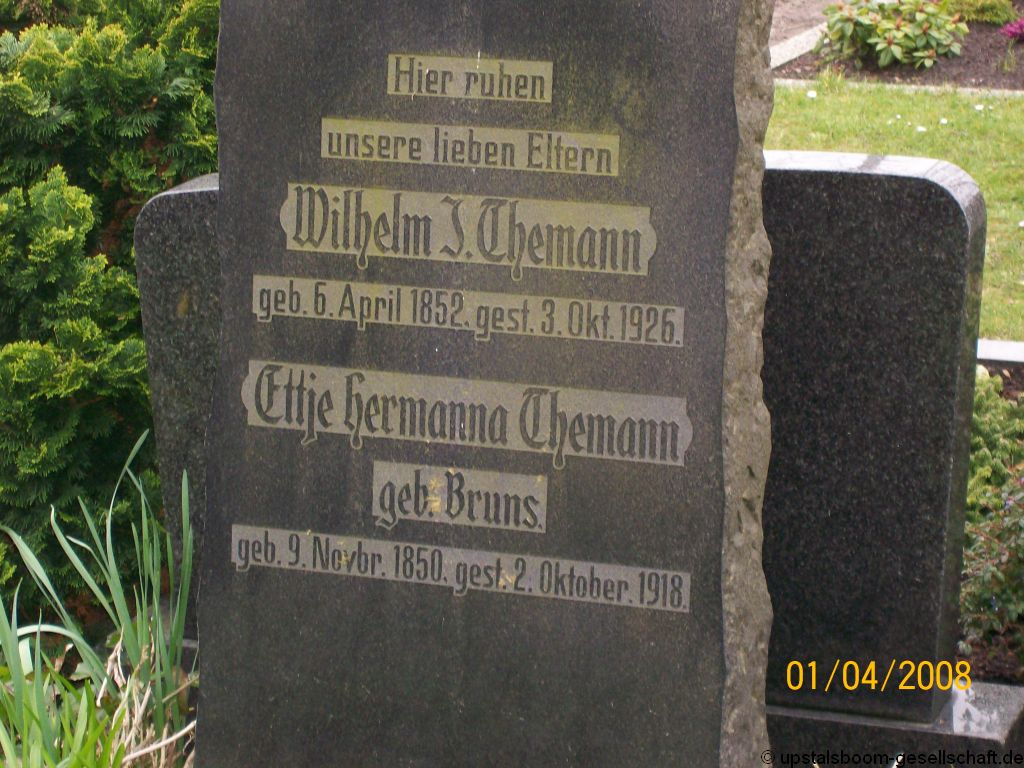 Hier ruhen
unsere lieben Eltern
Wilhelm J. Themann
geb. 6. April 1852. gest. 3. Okt. 1926.
Ettje Hermanna Themann
geb. Bruns.
geb. 9. Novbr. 1850. gest. 2. Oktober. 1918.
01/04/2008
© upstalsboom-gesellschaft.de